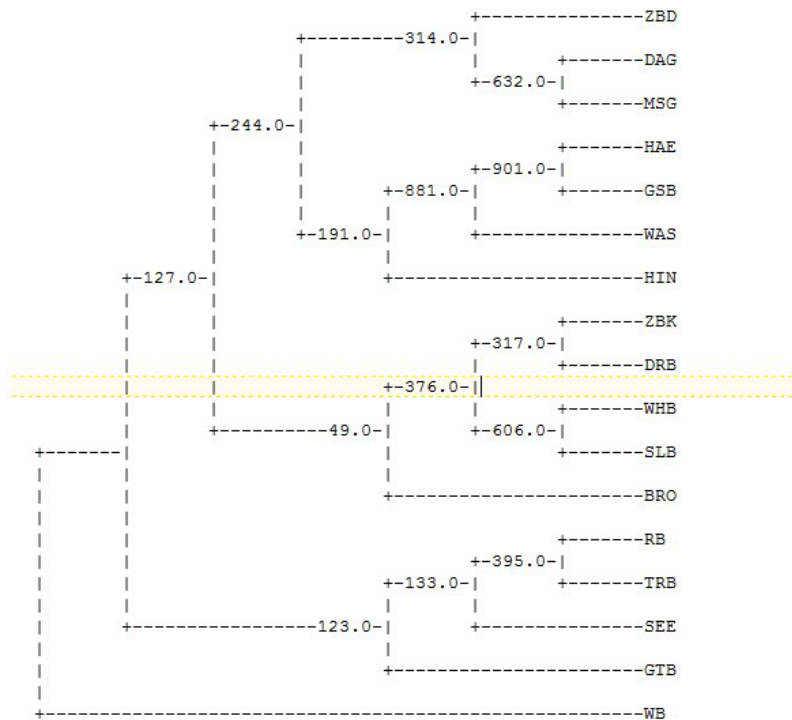 +----------------ZBD
+---------314.0-|
| | +-------DAG
| +-632.0-|
| +-------MSG
+-244.0-|
| | +-------HAE
| | +-901.0-|
| | +-881.0-| +-------GSB
| | | |
| +-191.0-| +----------------WAS
| |
+-127.0-| +------------------------HIN
| |
| | +-------ZBK
| | +-317.0-|
| | | +-------DRB
| | +-376.0-|
| | | | +-------WHB
| +----------49.0-| +-606.0-|
+-------| | +-------SLB
| | |
| | +------------------------BRO
| |
| | +-------RB
| | +-395.0-|
| | +-133.0-| +-------TRB
| | | |
| +-----------------123.0-| +----------------SEE
| |
| +------------------------GTB
|
+--------------------------------------------------------WB